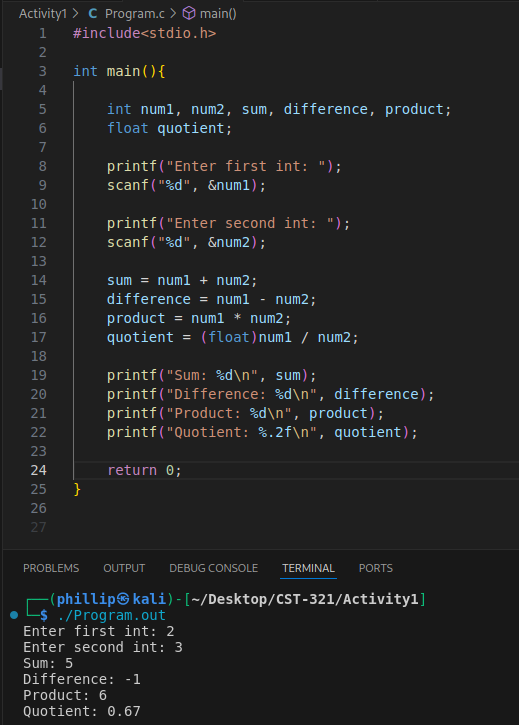 Activity1 > C Program.c > main()
1 #include<stdio.h>
2
3 int main(){
4
5 int num1, num2, sum, difference, product;
6 float quotient;
7
8 printf("Enter first int: ");
9 scanf("%d", &num1);
10
11 printf("Enter second int: ");
12 scanf("%d", &num2);
13
14 sum = num1 + num2;
15 difference = num1 - num2;
16 product = num1 * num2;
17 quotient = (float)num1 / num2;
18
19 printf("Sum: %d\n", sum);
20 printf("Difference: %d\n", difference);
21 printf("Product: %d\n", product);
22 printf("Quotient: %.2f\n", quotient);
23
24 return 0;
25 }
26
27
PROBLEMS OUTPUT DEBUG CONSOLE TERMINAL PORTS
┌──(phillip㉿kali)-[~/Desktop/CST-321/Activity1]
└─$ ./Program.out
Enter first int: 2
Enter second int: 3
Sum: 5
Difference: -1
Product: 6
Quotient: 0.67